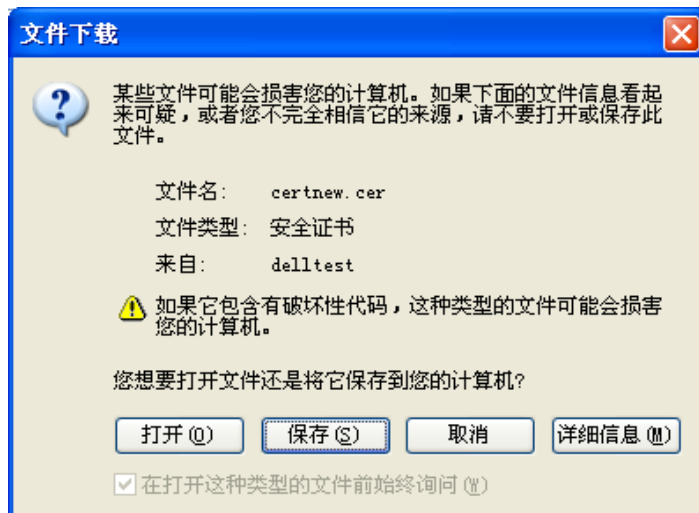 文件下载
某些文件可能会损害您的计算机。如果下面的文件信息看起
来可疑，或者您不完全相信它的来源，请不要打开或保存此
文件。
文件名: certnew.cer
文件类型: 安全证书
来自: delltest
如果它包含有破坏性代码，这种类型的文件可能会损害
您的计算机。
您想要打开文件还是将它保存到您的计算机?
打开(O) 保存(S) 取消 详细信息(M)
在打开这种类型的文件前始终询问(W)